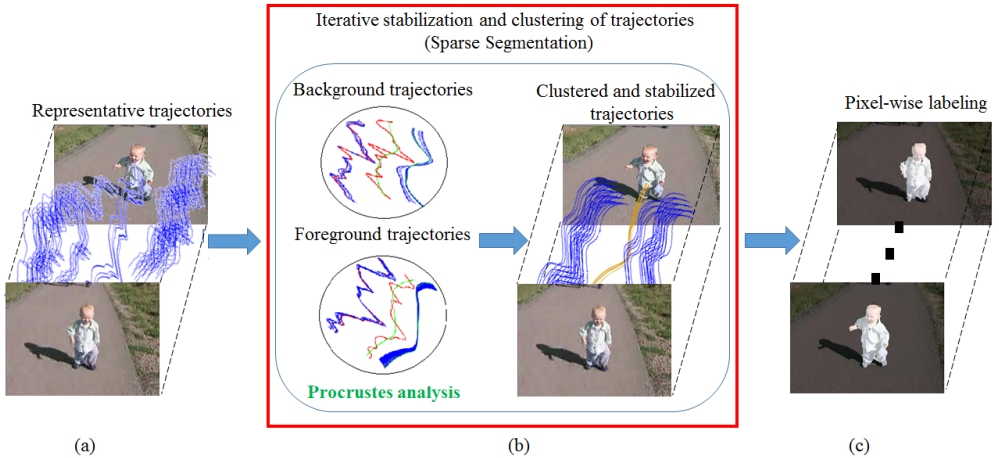 Iterative stabilization and clustering of trajectories
(Sparse Segmentation)
Representative trajectories
Background trajectories
Foreground trajectories
Procrustes analysis
Clustered and stabilized
trajectories
Pixel-wise labeling
(a)
(b)
(c)